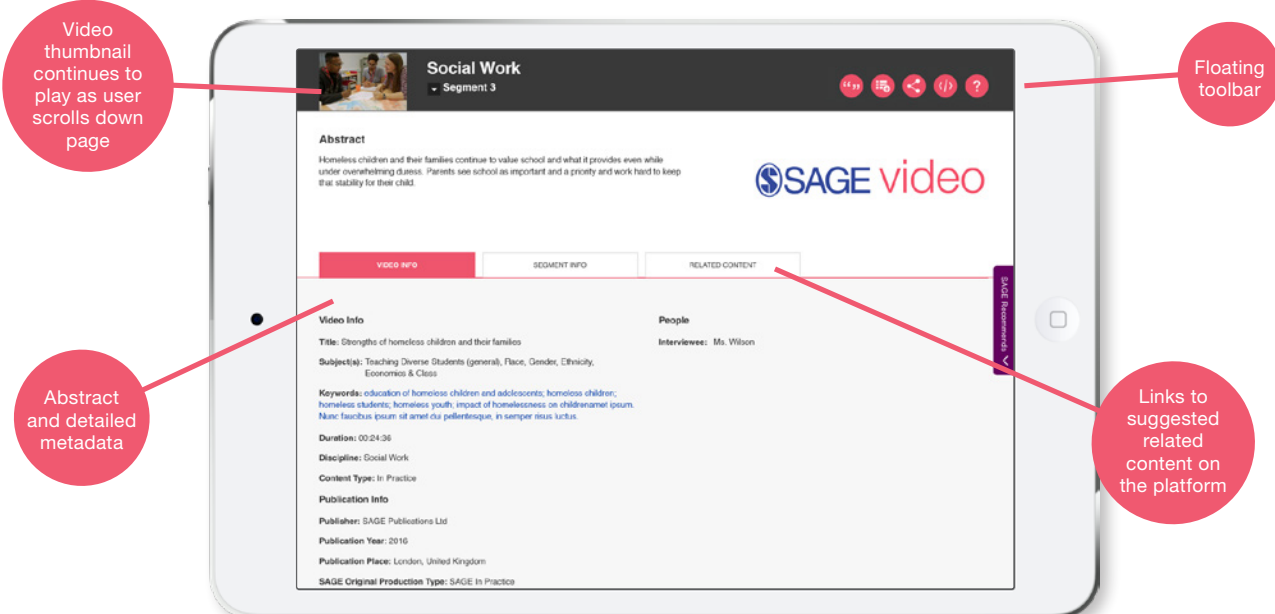 Video
thumbnail
continues to
play as user
scrolls down
page
Social Work
Segment 3
“ ”
</>
?
Floating
toolbar
Abstract
Homeless children and their families continue to value school and what it provides even while
under overwhelming duress. Parents see school as important and a priority and work hard to keep
that stability for their child.
SSAGE video
VIDEO INFO
SEGMENT INFO
RELATED CONTENT
SAGE Recommends
Video Info
Title: Strengths of homeless children and their families
Subject(s): Teaching Diverse Students (general), Race, Gender, Ethnicity,
Economics & Class
Keywords: education of homeless children and adolescents; homeless children;
homeless students; homeless youth; impact of homelessness on childrenamet ipsum.
Nunc faucibus ipsum sit amet dui pellentesque, in semper risus luctus.
Duration: 00:24:36
Discipline: Social Work
Content Type: In Practice
Publication Info
Publisher: SAGE Publications Ltd
Publication Year: 2016
Publication Place: London, United Kingdom
SAGE Original Production Type: SAGE In Practice
People
Interviewee: Ms. Wilson
Abstract
and detailed
metadata
Links to
suggested
related
content on
the platform